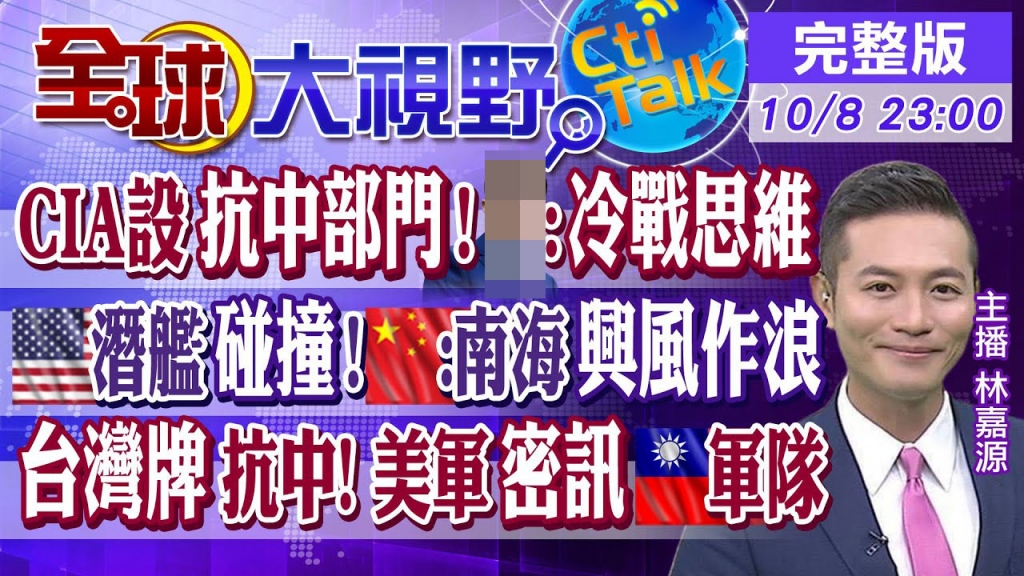 全球大視野
Cti
Talk
完整版
10/8 23:00
CIA設 抗中部門! :冷戰思維
潛艦 碰撞! :南海 興風作浪
台灣牌 抗中! 美軍 密訊 軍隊
主播 林嘉源